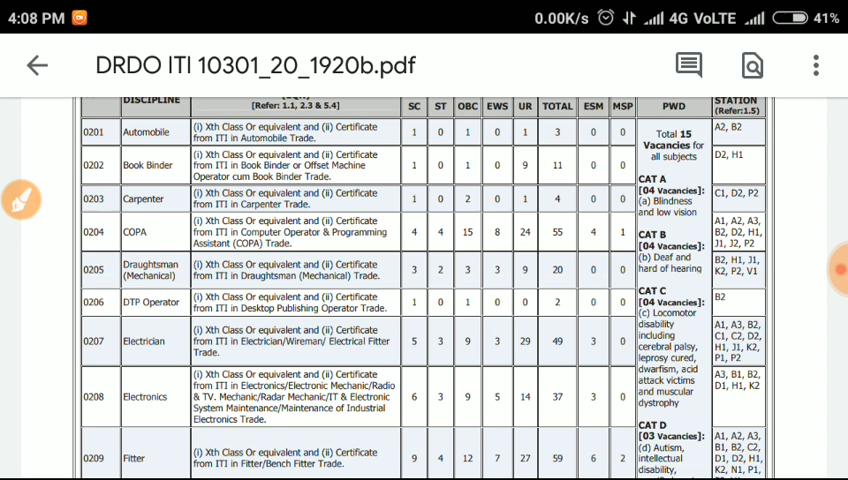 4:08 PM 0.00K/s 4G VoLTE 41%
DRDO ITI 10301_20_1920b.pdf
DISCIPLINE [Refer: 1.1, 2.3 & 5.4] SC ST OBC EWS UR TOTAL ESM MSP PWD STATION (Refer:1.5)
0201 Automobile (i) Xth Class Or equivalent and (ii) Certificate 1 0 1 0 1 3 0 0 A2, B2
from ITI in Automobile Trade.
0202 Book Binder (i) Xth Class Or equivalent and (ii) Certificate 1 0 1 0 9 11 0 0 D2, H1
from ITI in Book Binder or Offset Machine
Operator cum Book Binder Trade.
0203 Carpenter (i) Xth Class Or equivalent and (ii) Certificate 1 0 2 0 1 4 0 0 C1, D2, P2
from ITI in Carpenter Trade.
0204 COPA (i) Xth Class Or equivalent and (ii) Certificate 4 4 15 8 24 55 4 1 A1, A2, A3,
from ITI in Computer Operator & Programming B2, D2, H1,
Assistant (COPA) Trade. J1, J2, P2
0205 Draughtsman (i) Xth Class Or equivalent and (ii) Certificate 3 2 3 3 9 20 0 0 B2, H1, J1,
(Mechanical) from ITI in Draughtsman (Mechanical) Trade. K2, P2, V1
0206 DTP Operator (i) Xth Class Or equivalent and (ii) Certificate 1 0 1 0 0 2 0 0 B2
from ITI in Desktop Publishing Operator Trade.
0207 Electrician (i) Xth Class Or equivalent and (ii) Certificate 5 3 9 3 29 49 3 0 A1, A3, B2,
from ITI in Electrician/Wireman/ Electrical Fitter C1, C2, D2,
Trade. H1, J1, K2,
P1, P2
0208 Electronics (i) Xth Class Or equivalent and (ii) Certificate 6 3 9 5 14 37 3 0 A3, B1, B2,
from ITI in Electronics/Electronic Mechanic/Radio D1, H1, K2
& TV. Mechanic/Radar Mechanic/IT & Electronic
System Maintenance/Maintenance of Industrial
Electronics Trade.
0209 Fitter (i) Xth Class Or equivalent and (ii) Certificate 9 4 12 7 27 59 6 2 A1, A2, A3,
from ITI in Fitter/Bench Fitter Trade. B1, B2, C2,
D1, D2, H1,
K2, N1, P1,
Total 15
Vacancies for
all subjects
CAT A
[04 Vacancies]:
(a) Blindness
and low vision
CAT B
[04 Vacancies]:
(b) Deaf and
hard of hearing
CAT C
[04 Vacancies]:
(c) Locomotor
disability
including
cerebral palsy,
leprosy cured,
dwarfism, acid
attack victims
and muscular
dystrophy
CAT D
[03 Vacancies]:
(d) Autism,
intellectual
disability,